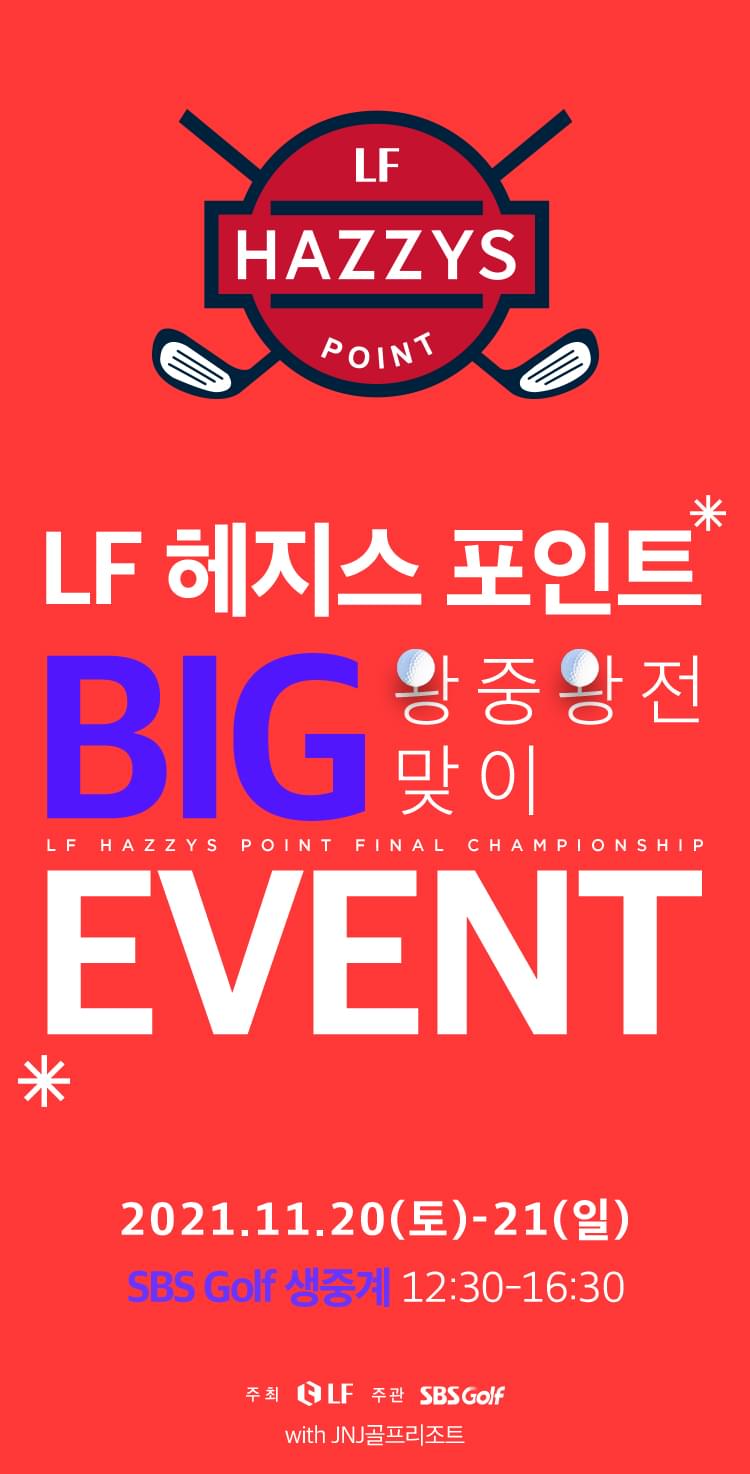 LF
HAZZYS
POINT
LF 헤지스 포인트
BIG 왕중왕전
맞이
LF HAZZYS POINT FINAL CHAMPIONSHIP
EVENT
2021.11.20(토)-21(일)
SBS Golf 생중계 12:30-16:30
주최 LF 주관 SBS Golf
with JNJ골프리조트